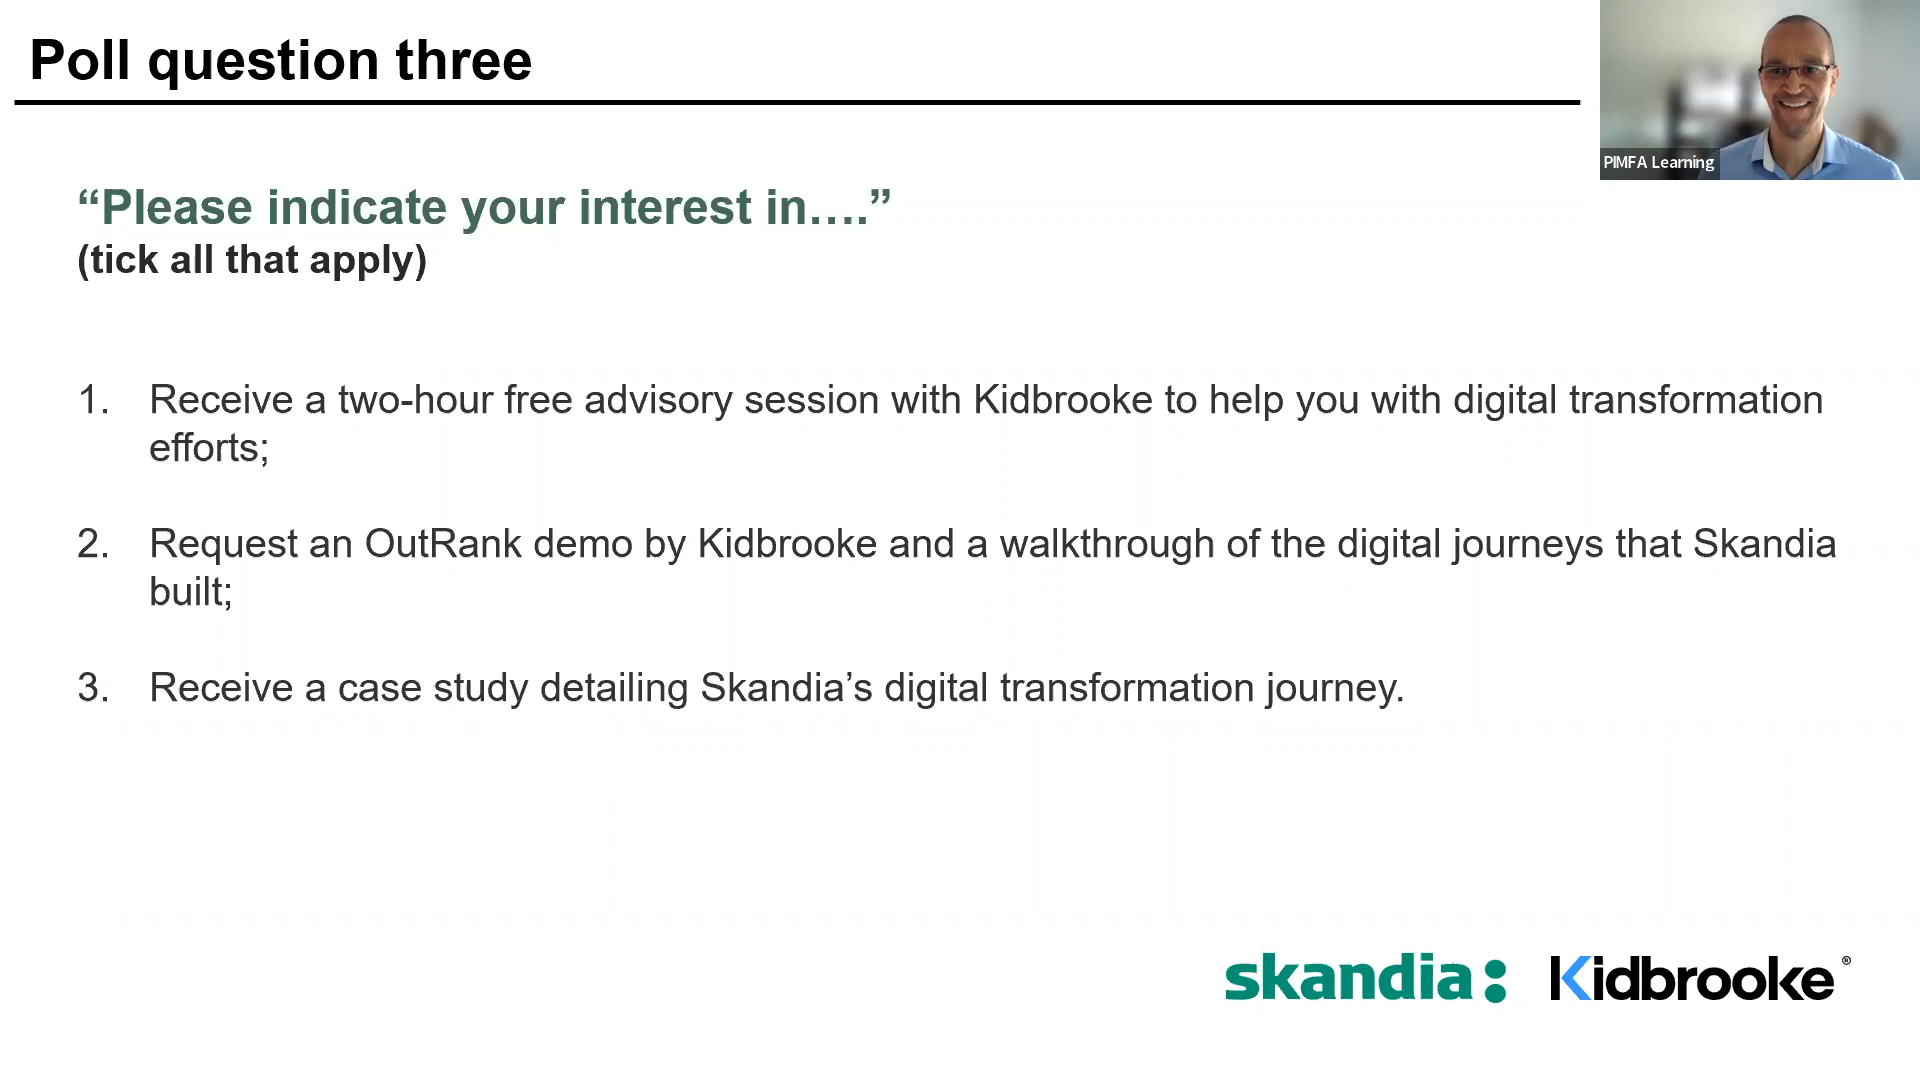 Poll question three
PIMFA Learning
“Please indicate your interest in….”
(tick all that apply)
1. Receive a two-hour free advisory session with Kidbrooke to help you with digital transformation
efforts;
2. Request an OutRank demo by Kidbrooke and a walkthrough of the digital journeys that Skandia
built;
3. Receive a case study detailing Skandia’s digital transformation journey.
skandia: Kidbrooke®